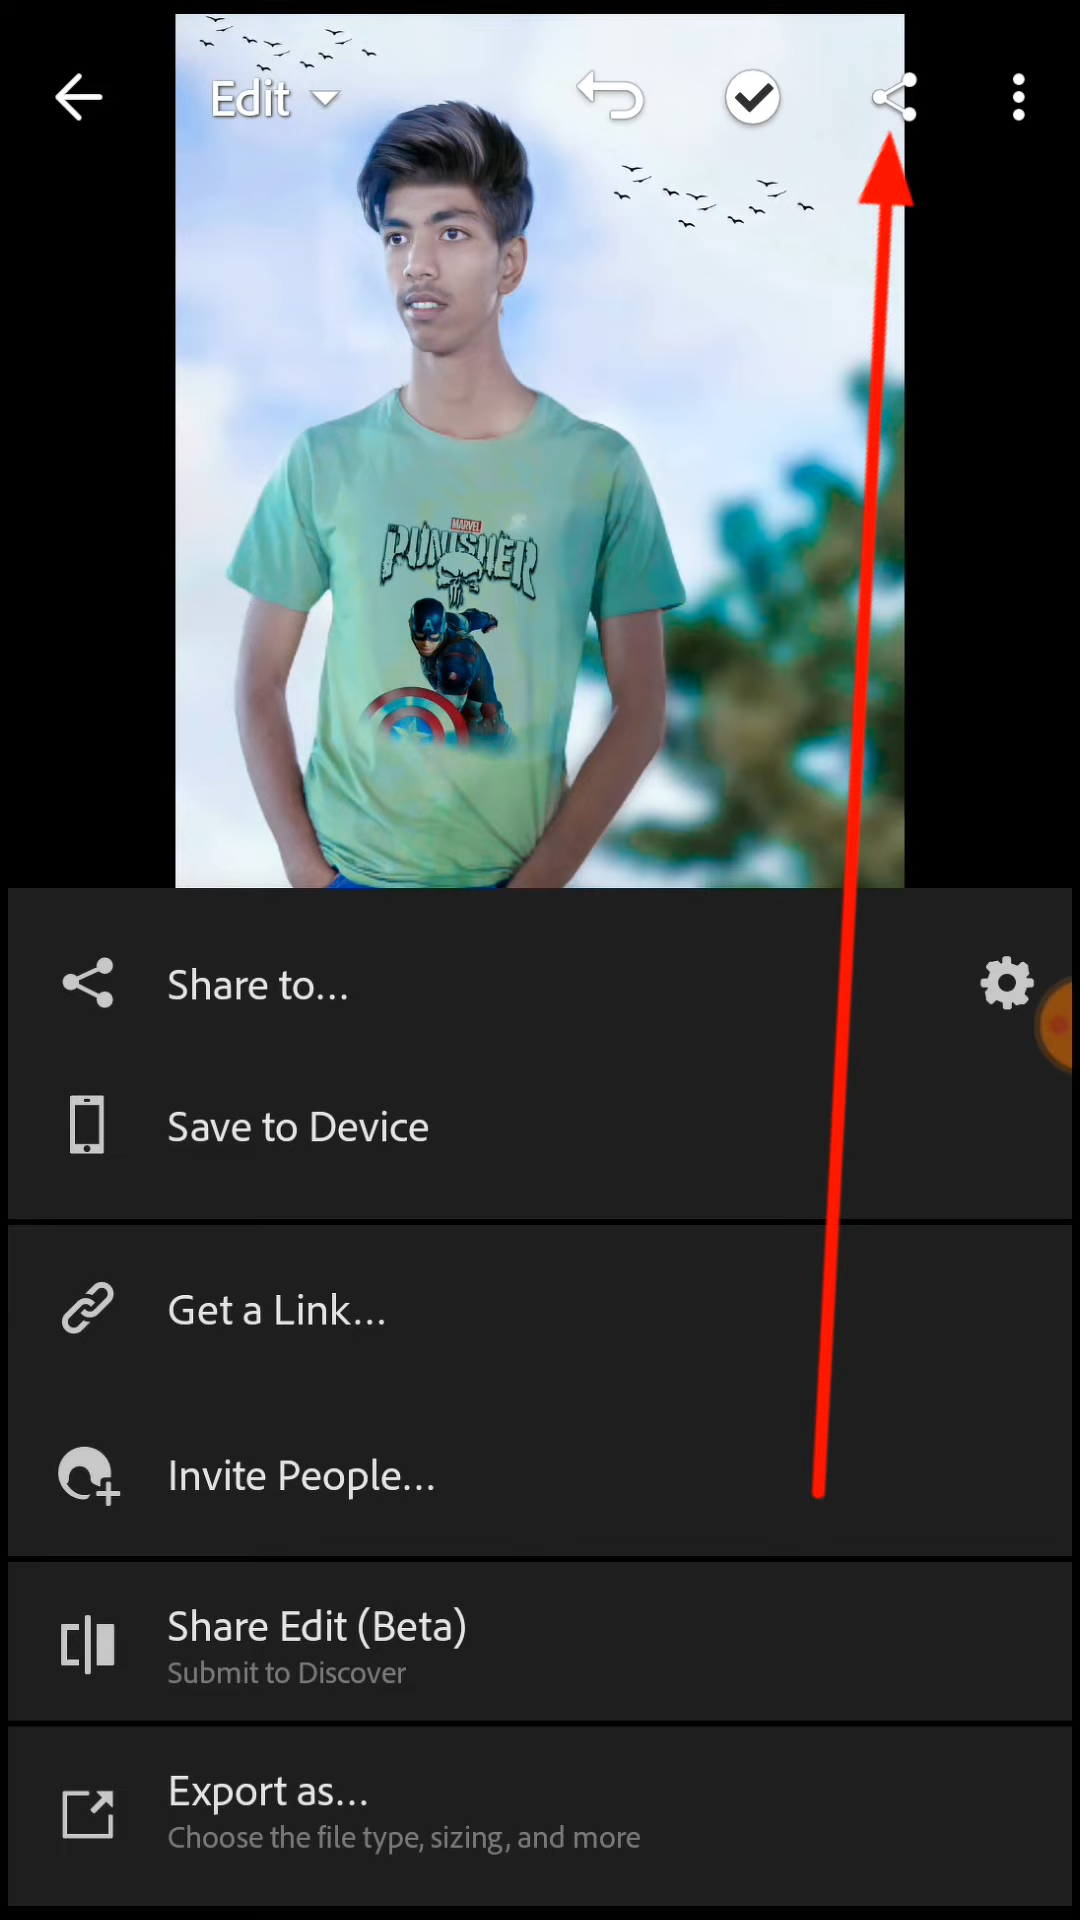 Edit
MARVEL
PUNISHER
A
Share to...
Save to Device
Get a Link...
Invite People...
Share Edit (Beta)
Submit to Discover
Export as...
Choose the file type, sizing, and more